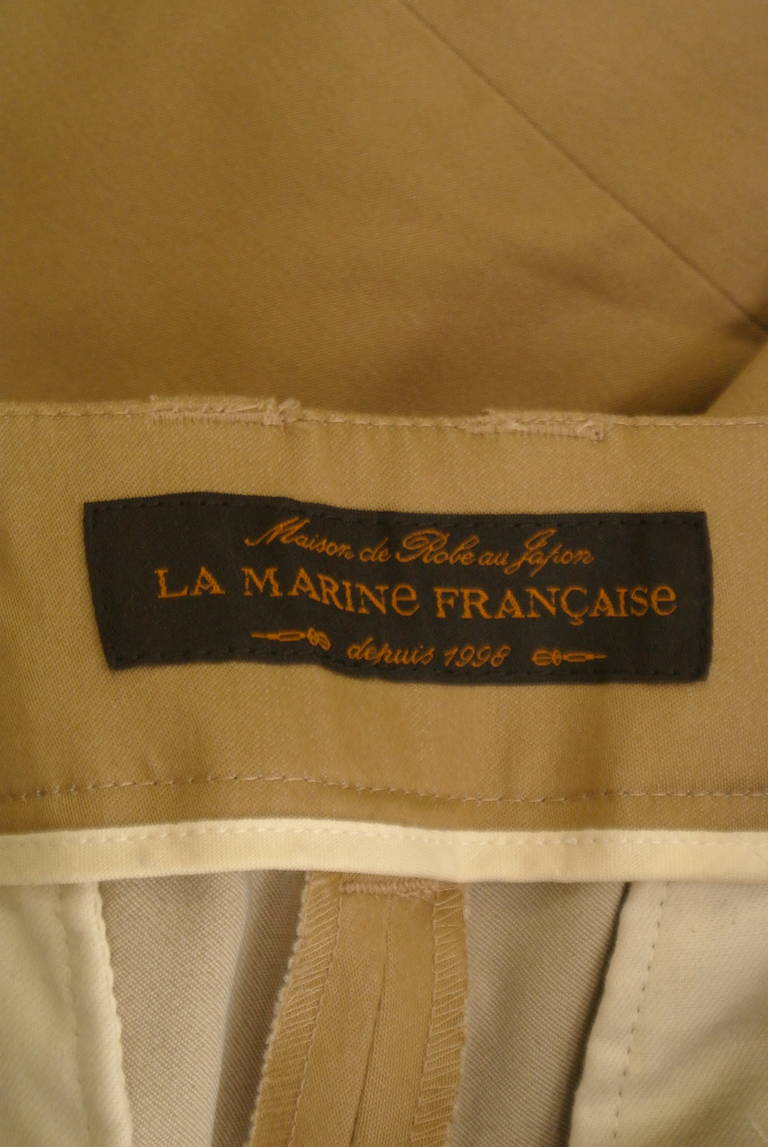 Maison de Robe au Japon
LA MARINe FRANÇAISe
depuis 1998